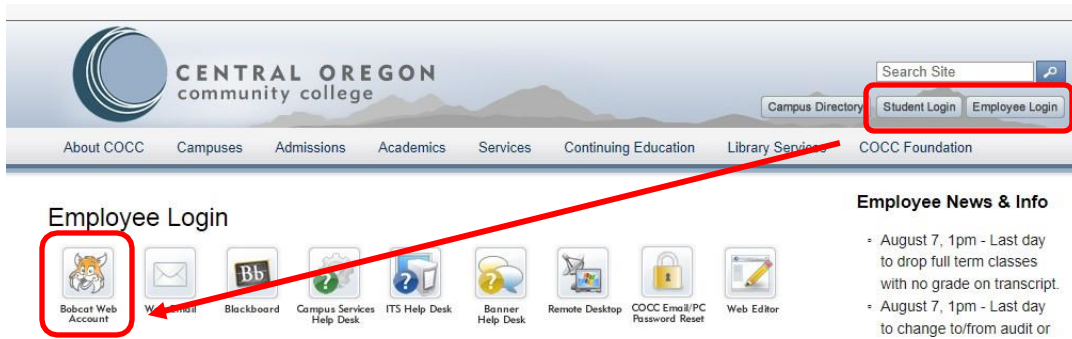 CENTRAL OREGON
community college
Search Site
Campus Directory Student Login Employee Login
About COCC Campuses Admissions Academics Services Continuing Education Library Services COCC Foundation
Employee Login
Bb
Bobcat Web Account
Blackboard
Campus Services Help Desk
ITS Help Desk
Banner Help Desk
Remote Desktop
COCC Email/PC Password Reset
Web Editor
Employee News & Info
August 7, 1pm - Last day
to drop full term classes
with no grade on transcript.
August 7, 1pm - Last day
to change to/from audit or